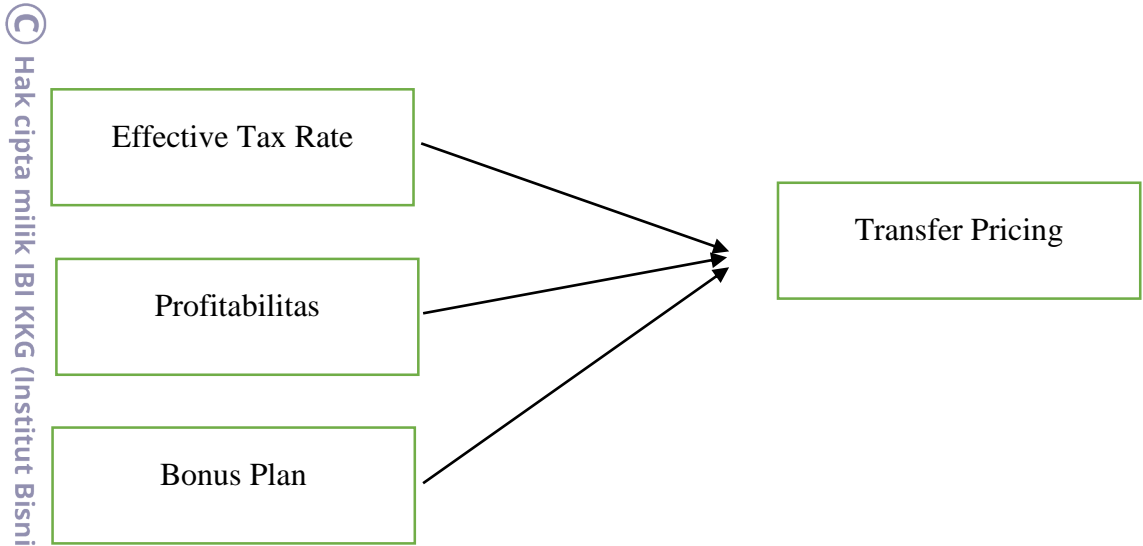 © Hak cipta milik IBI KKG (Institut Bisni
Effective Tax Rate
Profitabilitas
Bonus Plan
Transfer Pricing